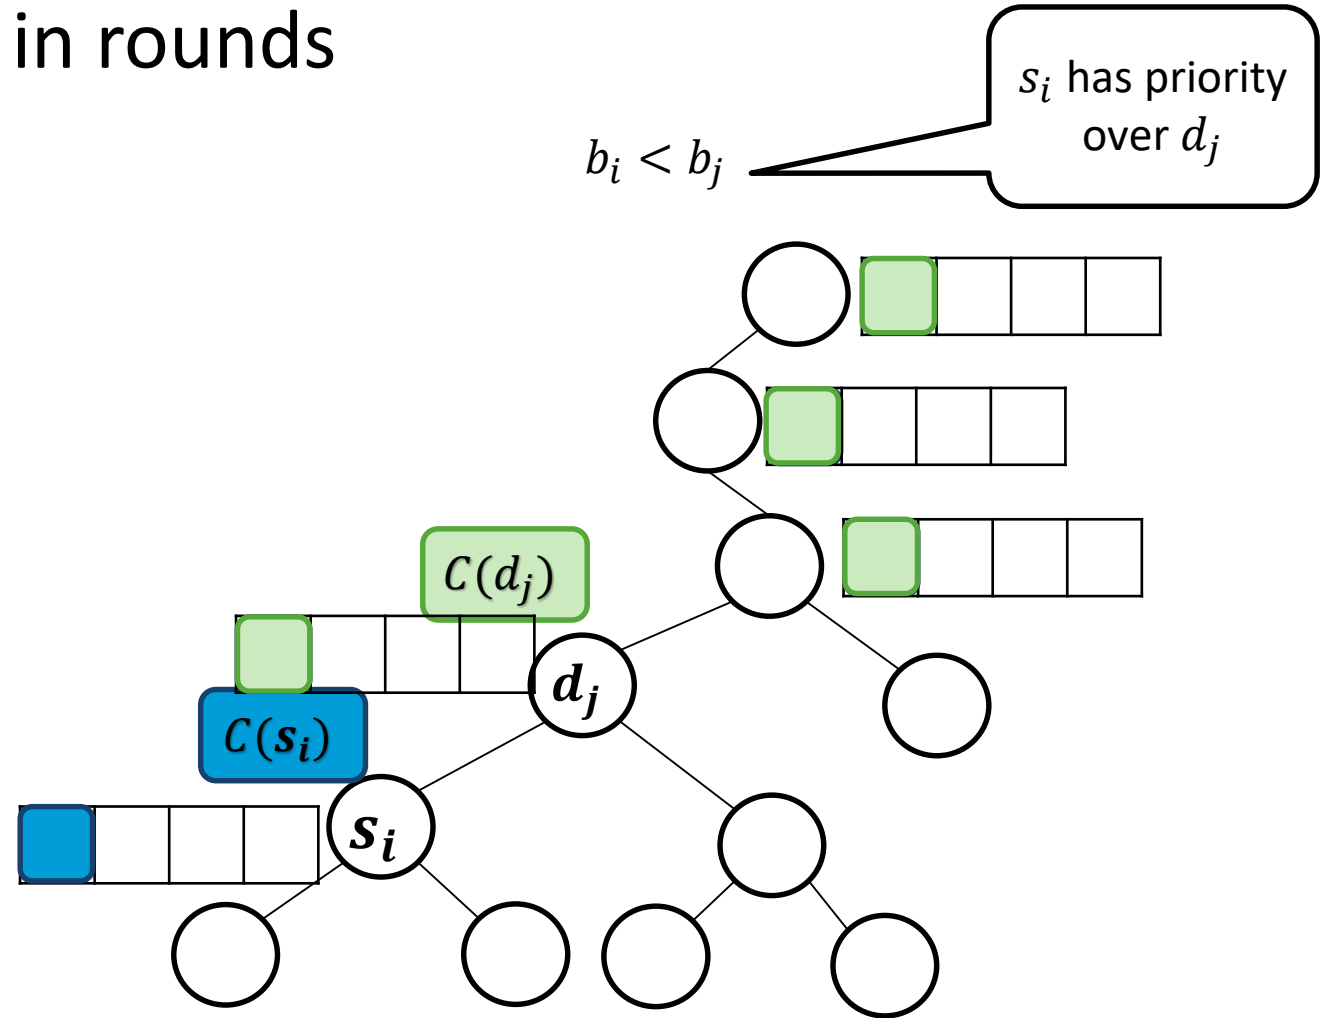 in rounds
s_i has priority
over d_j
b_i < b_j
C(d_j)
d_j
C(s_i)
s_i